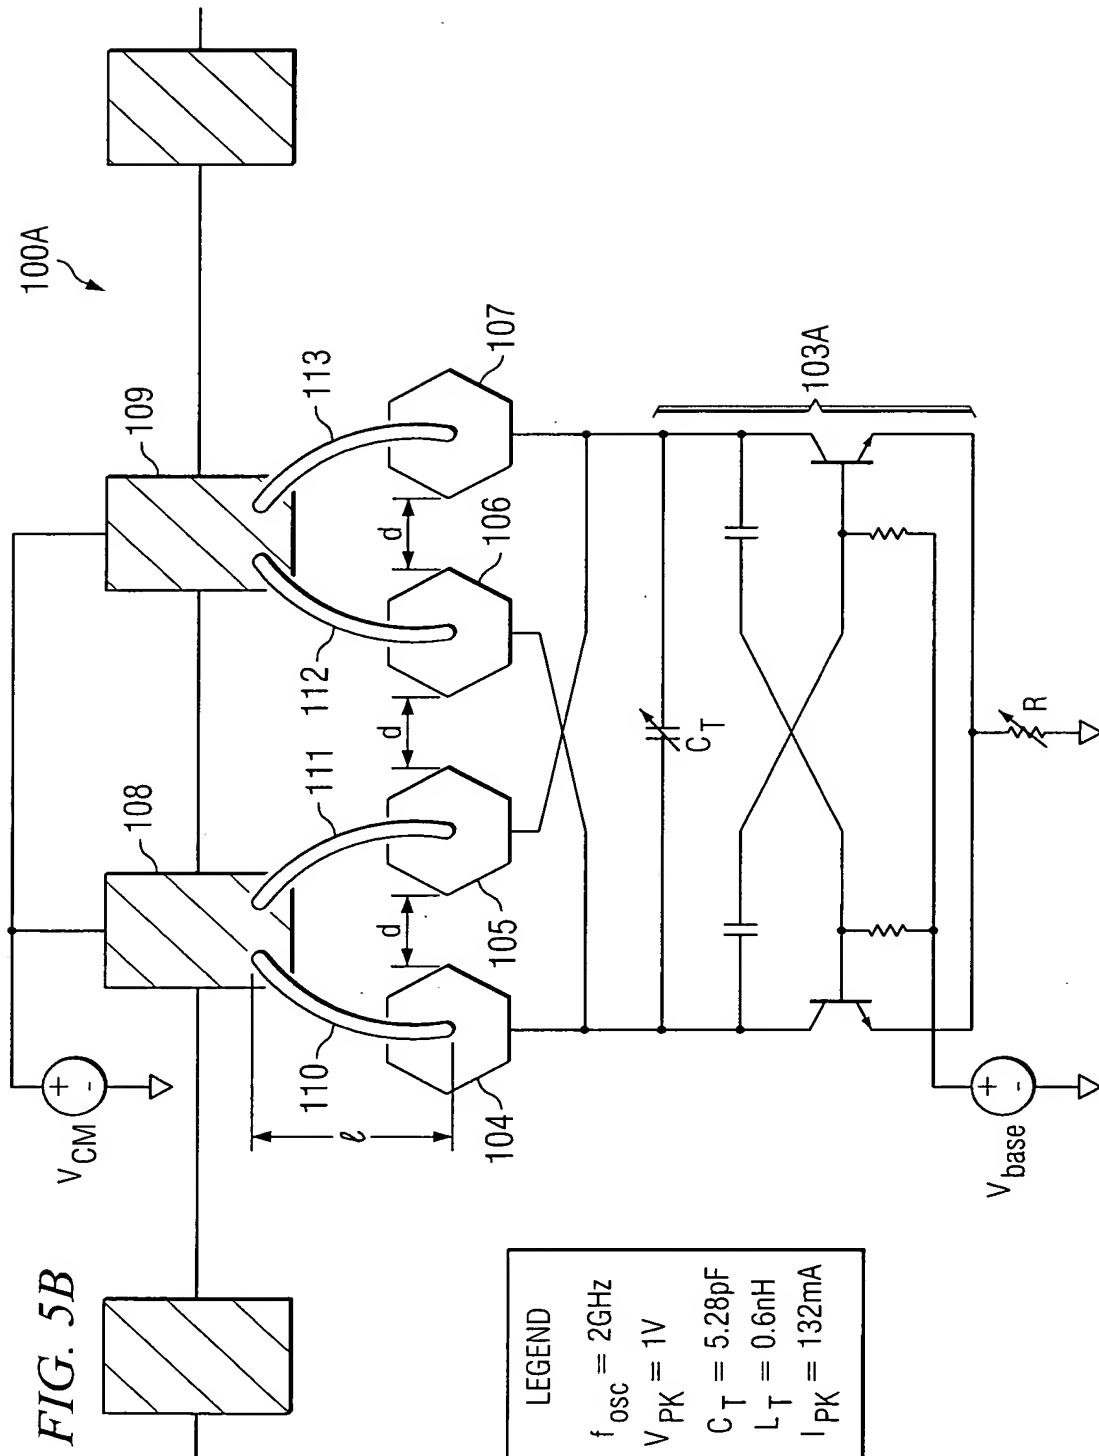 FIG. 5B
100A
V_CM
+
-
108
109
110
111
112
113
ℓ
104
d
105
d
106
d
107
C_T
103A
R
V_base
+
-
LEGEND
f_osc = 2GHz
V_PK = 1V
C_T = 5.28pF
L_T = 0.6nH
I_PK = 132mA